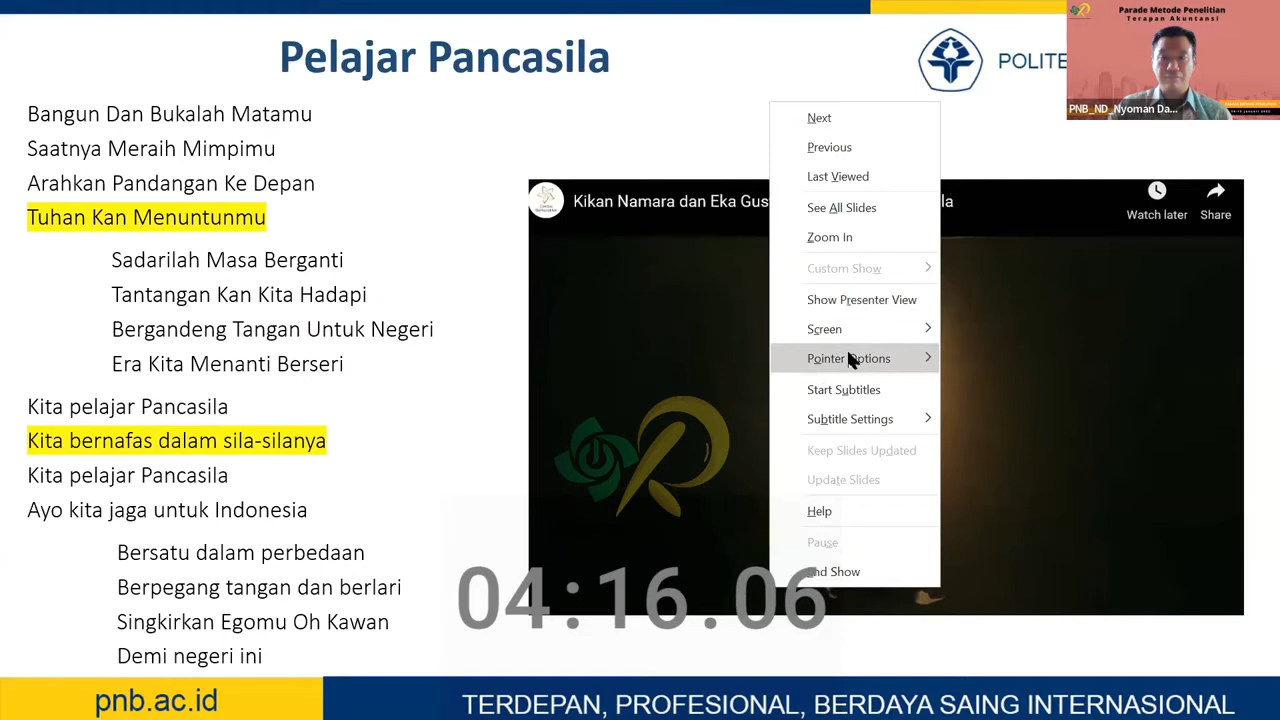 Pelajar Pancasila
POLITE
Parade Metode Penelitian
Terapan Akuntansi
PNB_ND_Nyoman Da...
Bangun Dan Bukalah Matamu
Saatnya Meraih Mimpimu
Arahkan Pandangan Ke Depan
Tuhan Kan Menuntunmu
Sadarilah Masa Berganti
Tantangan Kan Kita Hadapi
Bergandeng Tangan Untuk Negeri
Era Kita Menanti Berseri
Kita pelajar Pancasila
Kita bernafas dalam sila-silanya
Kita pelajar Pancasila
Ayo kita jaga untuk Indonesia
Bersatu dalam perbedaan
Berpegang tangan dan berlari
Singkirkan Egomu Oh Kawan
Demi negeri ini
Kikan Namara dan Eka Gus
la
Watch later
Share
Next
Previous
Last Viewed
See All Slides
Zoom In
Custom Show
Show Presenter View
Screen
Pointer Options
Start Subtitles
Subtitle Settings
Keep Slides Updated
Update Slides
Help
Pause
End Show
04:16.06
pnb.ac.id
TERDEPAN, PROFESIONAL, BERDAYA SAING INTERNASIONAL